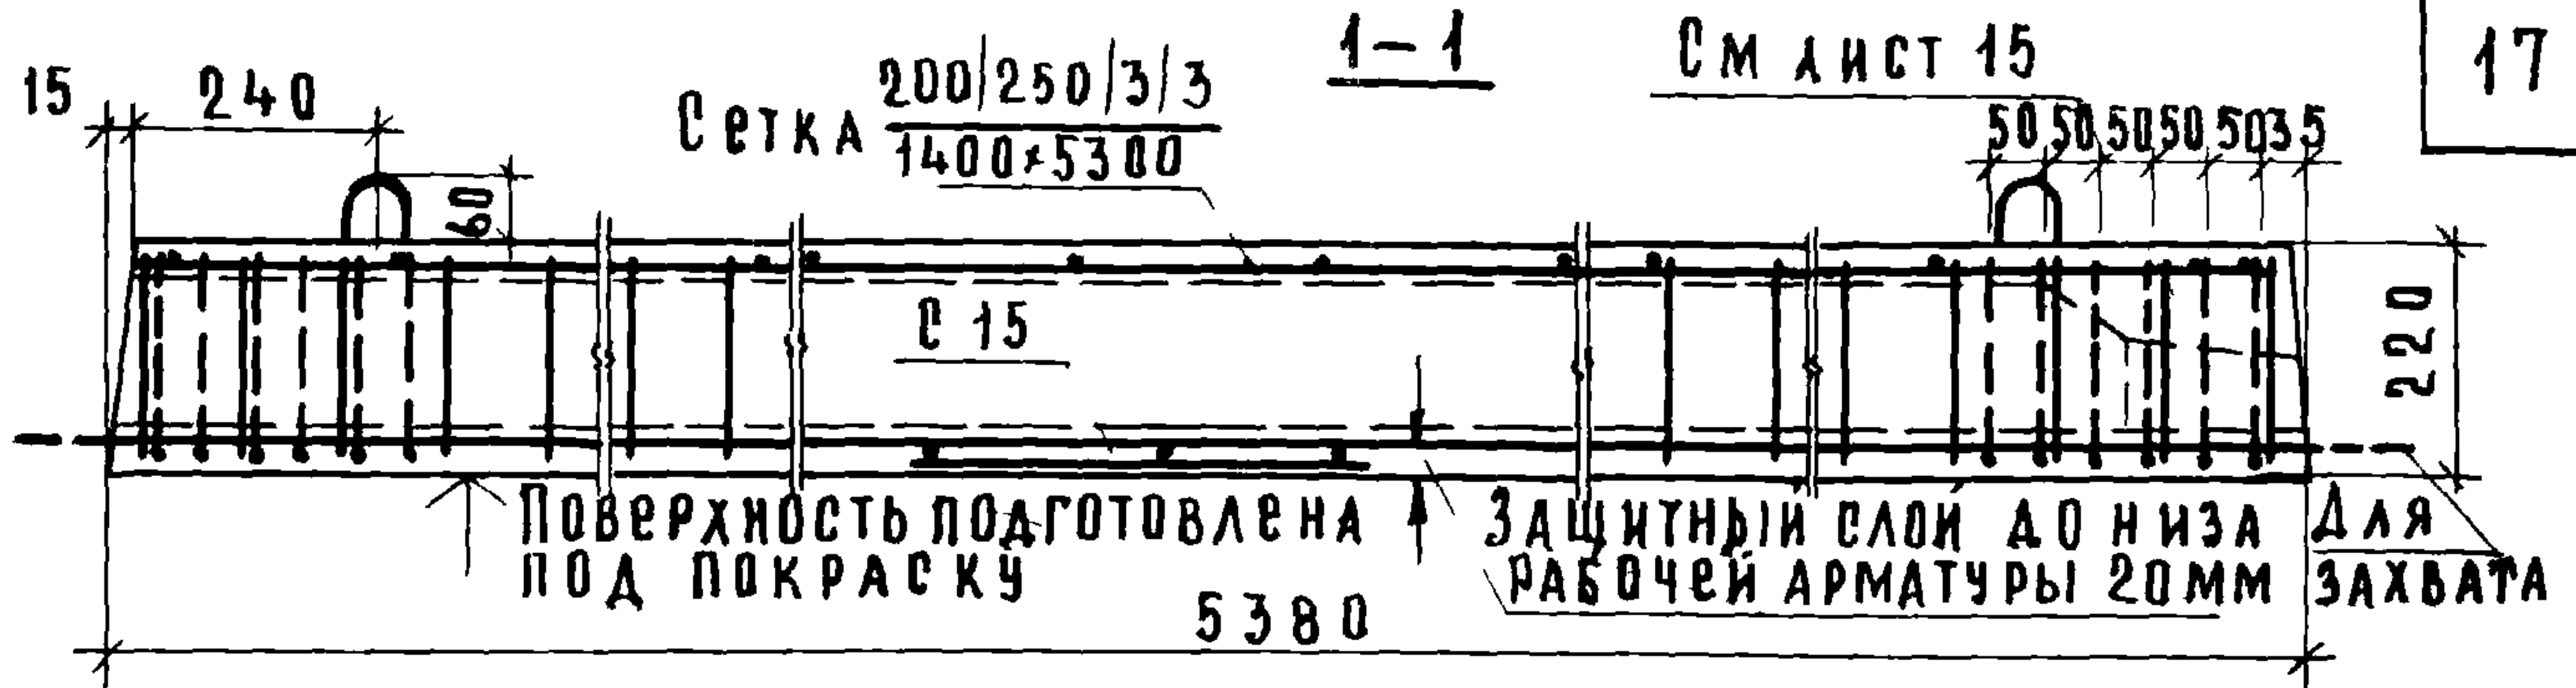 1-1
См лист 15
17
15
240
Сетка 200/250/3/3
1400×5300
50 50 50 50 50 35
60
С 15
220
Поверхность подготовлена
под покраску
Защитный слой до низа
рабочей арматуры 20мм
Для
захвата
5380